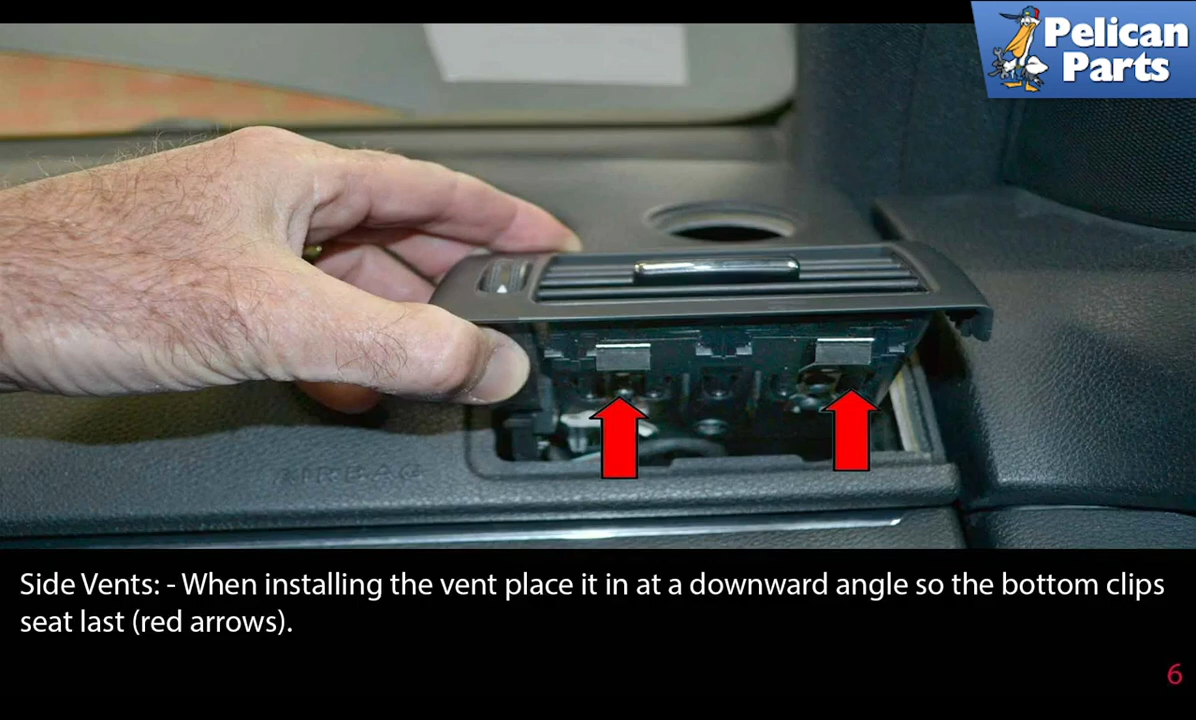 Pelican
Parts
AIRBAG
Side Vents: - When installing the vent place it in at a downward angle so the bottom clips
seat last (red arrows).
6